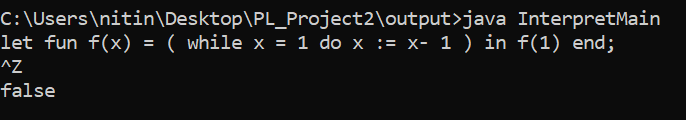 C:\Users\nitin\Desktop\PL_Project2\output>java InterpretMain
let fun f(x) = ( while x = 1 do x := x- 1 ) in f(1) end;
^Z
false